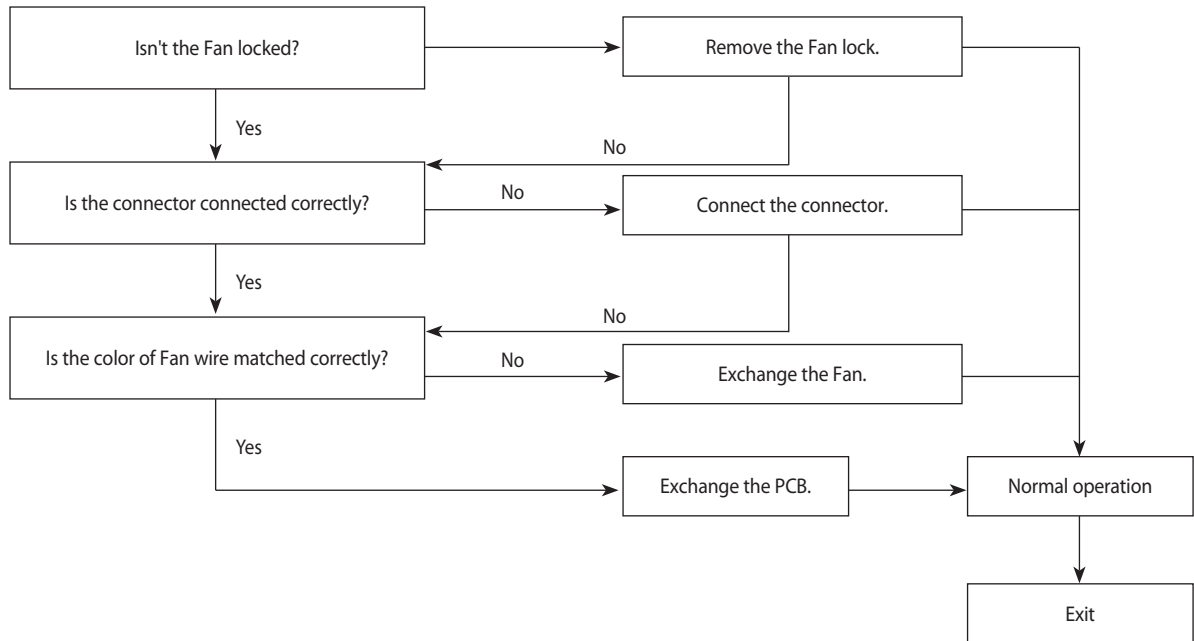 Isn't the Fan locked?
Remove the Fan lock.
Yes
No
Is the connector connected correctly?
No
Connect the connector.
Yes
No
Is the color of Fan wire matched correctly?
No
Exchange the Fan.
Yes
Exchange the PCB.
Normal operation
Exit